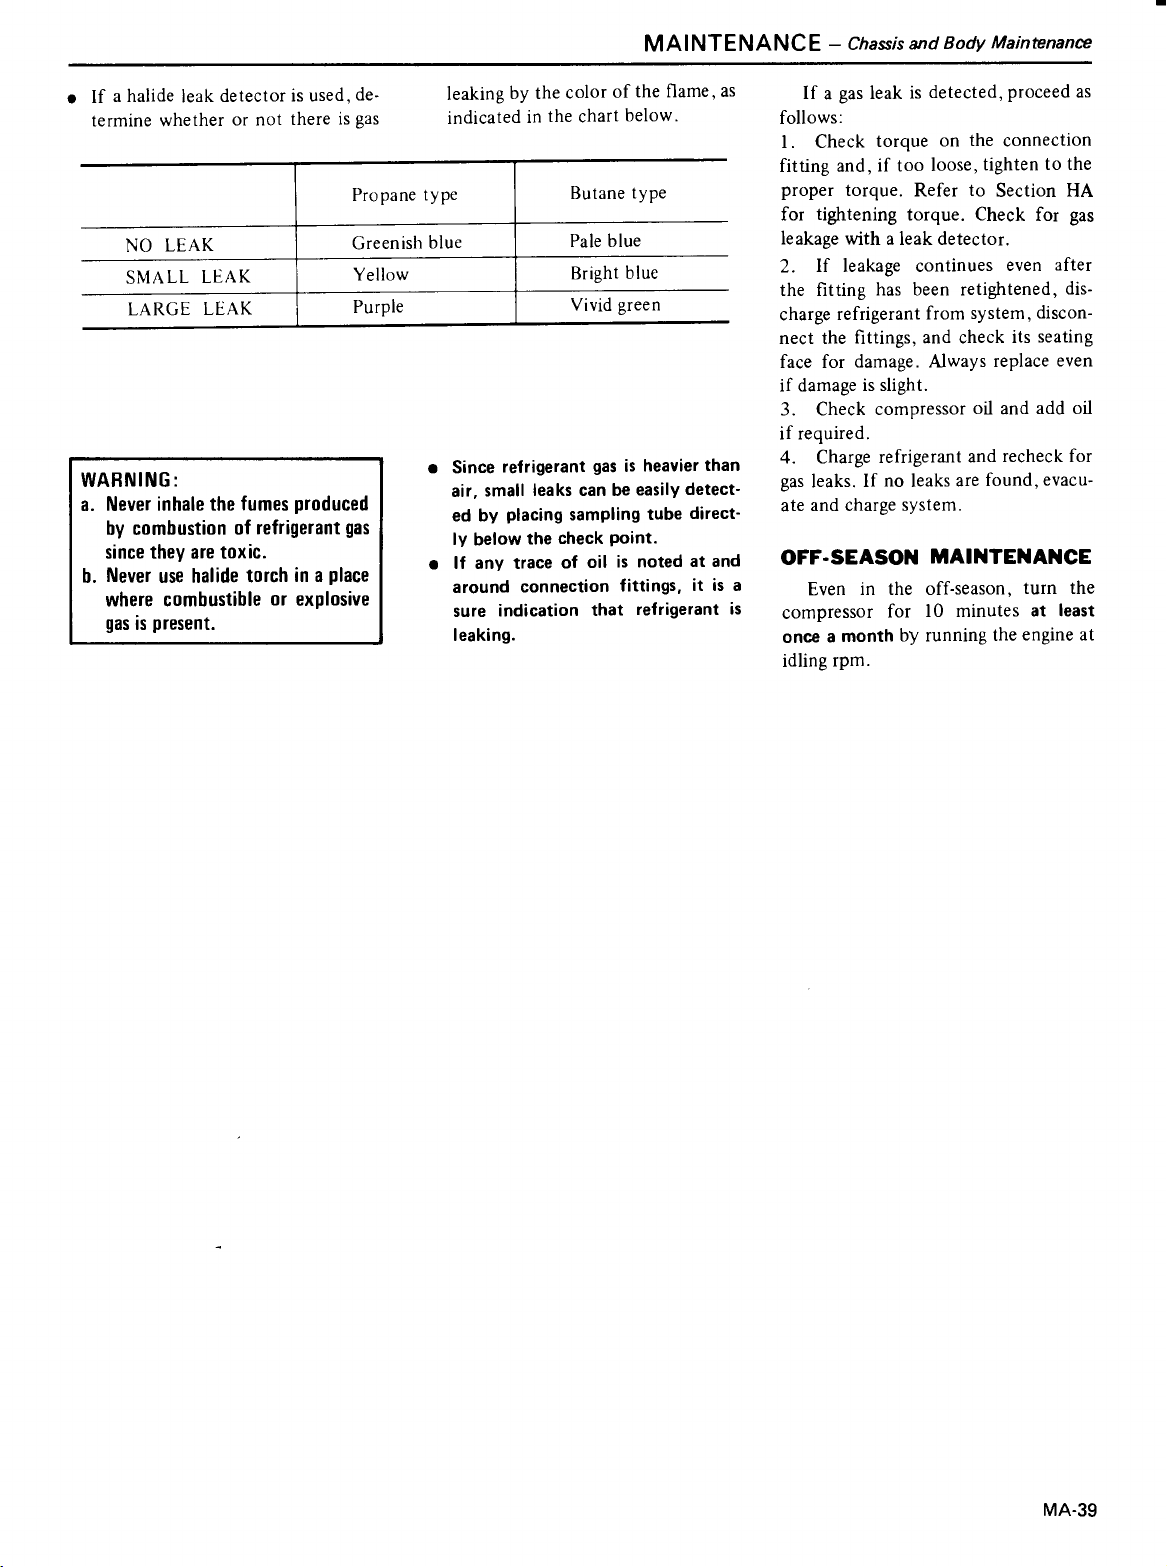 MAINTENANCE – Chassis and Body Maintenance
● If a halide leak detector is used, de-
termine whether or not there is gas
leaking by the color of the flame, as
indicated in the chart below.
Propane type Butane type
NO LEAK Greenish blue Pale blue
SMALL LEAK Yellow Bright blue
LARGE LEAK Purple Vivid green
WARNING:
a. Never inhale the fumes produced
by combustion of refrigerant gas
since they are toxic.
b. Never use halide torch in a place
where combustible or explosive
gas is present.
● Since refrigerant gas is heavier than
air, small leaks can be easily detect-
ed by placing sampling tube direct-
ly below the check point.
● If any trace of oil is noted at and
around connection fittings, it is a
sure indication that refrigerant is
leaking.
If a gas leak is detected, proceed as
follows:
1. Check torque on the connection
fitting and, if too loose, tighten to the
proper torque. Refer to Section HA
for tightening torque. Check for gas
leakage with a leak detector.
2. If leakage continues even after
the fitting has been retightened, dis-
charge refrigerant from system, discon-
nect the fittings, and check its seating
face for damage. Always replace even
if damage is slight.
3. Check compressor oil and add oil
if required.
4. Charge refrigerant and recheck for
gas leaks. If no leaks are found, evacu-
ate and charge system.
OFF-SEASON MAINTENANCE
Even in the off-season, turn the
compressor for 10 minutes at least
once a month by running the engine at
idling rpm.
MA-39